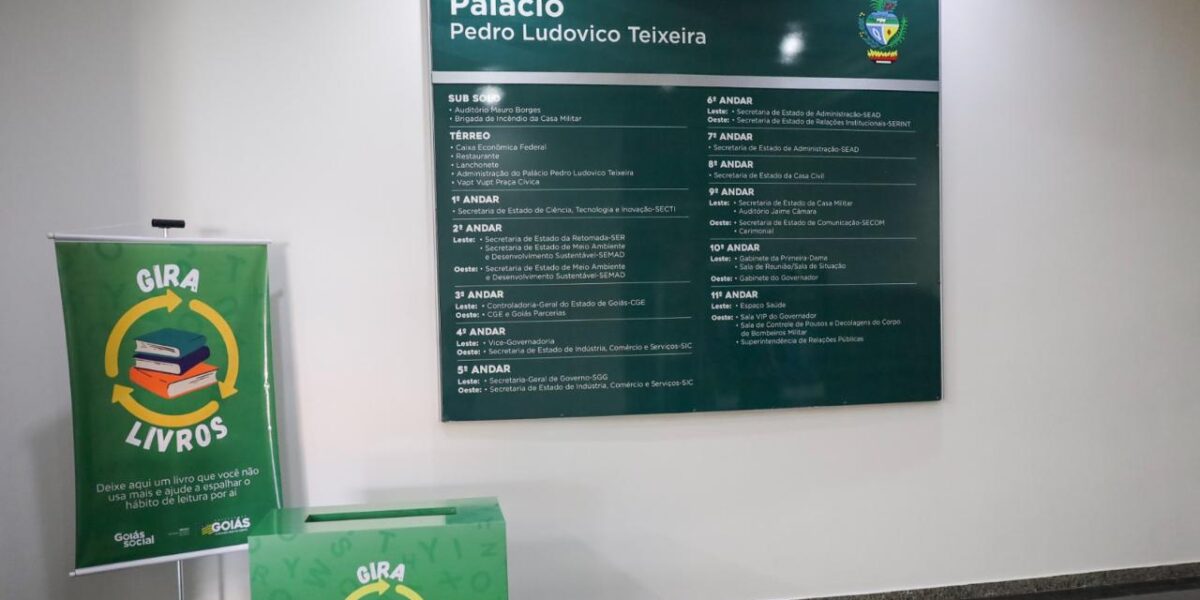 Palácio
Pedro Ludovico Teixeira
SUB SOLO
• Auditório Mauro Borges
• Brigada de Incêndio da Casa Militar
TÉRREO
• Caixa Econômica Federal
• Restaurante
• Lanchonete
• Administração do Palácio Pedro Ludovico Teixeira
• Vapt Vupt Praça Cívica
1º ANDAR
• Secretaria de Estado de Ciência, Tecnologia e Inovação-SECTI
2º ANDAR
Leste: • Secretaria de Estado da Retomada-SER
• Secretaria de Estado de Meio Ambiente
e Desenvolvimento Sustentável-SEMAD
Oeste: • Secretaria de Estado de Meio Ambiente
e Desenvolvimento Sustentável-SEMAD
3º ANDAR
Leste: • Controladoria-Geral do Estado de Goiás-CGE
Oeste: • CGE e Goiás Parcerias
4º ANDAR
Leste: • Vice-Governadoria
Oeste: • Secretaria de Estado de Indústria, Comércio e Serviços-SIC
5º ANDAR
Leste: • Secretaria-Geral de Governo-SGG
Oeste: • Secretaria de Estado de Indústria, Comércio e Serviços-SIC
6º ANDAR
Leste: • Secretaria de Estado de Administração-SEAD
Oeste: • Secretaria de Estado de Relações Institucionais-SERINT
7º ANDAR
• Secretaria de Estado de Administração-SEAD
8º ANDAR
• Secretaria de Estado da Casa Civil
9º ANDAR
Leste: • Secretaria de Estado de Casa Militar
• Auditório Jaime Câmara
Oeste: • Secretaria de Estado de Comunicação-SECOM
• Cerimonial
10º ANDAR
Leste: • Gabinete da Primeira-Dama
• Sala de Reunião/Sala de Situação
Oeste: • Gabinete do Governador
11º ANDAR
Leste: • Espaço Saúde
Oeste: • Sala VIP do Governador
• Sala de Controle de Pousos e Decolagens do Corpo
de Bombeiros Militar
• Superintendência de Relações Públicas
GIRA
LIVROS
Deixe aqui um livro que você não
usa mais e ajude a espalhar o
hábito de leitura por aí
Goiás
social
GOIÁS
GIRA